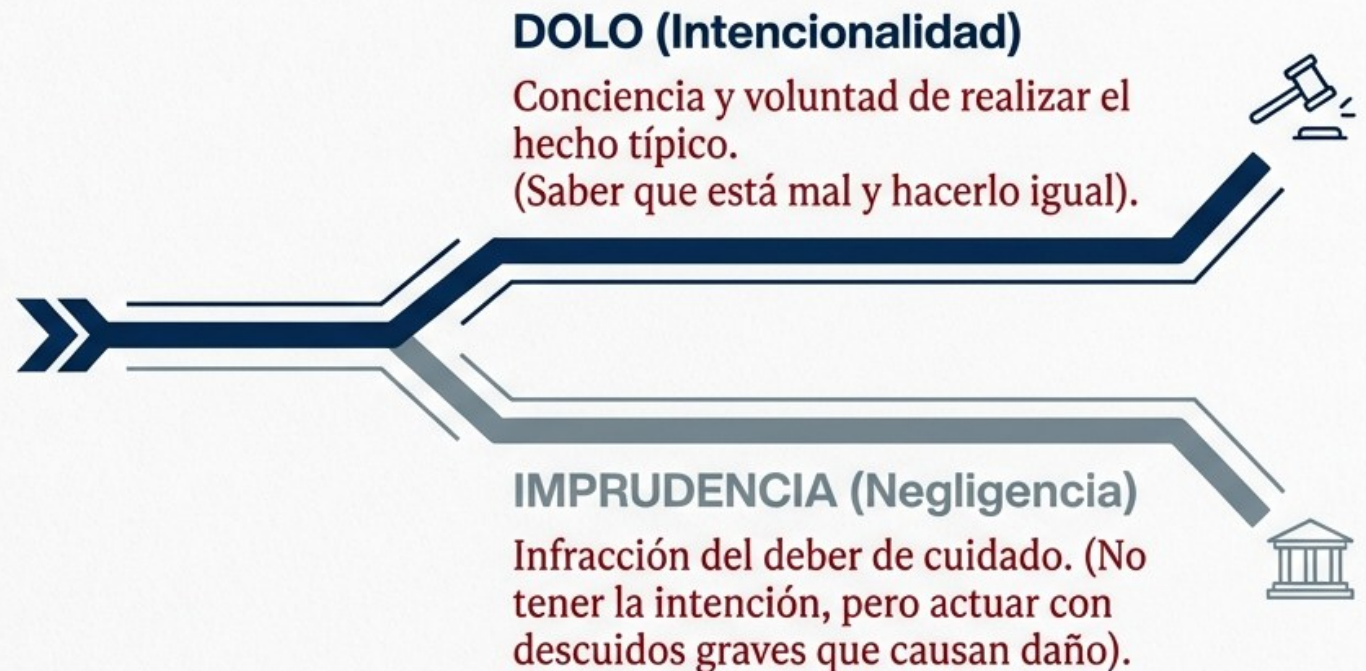 DOLO (Intencionalidad)
Conciencia y voluntad de realizar el
hecho típico.
(Saber que está mal y hacerlo igual).
IMPRUDENCIA (Negligencia)
Infracción del deber de cuidado. (No
tener la intención, pero actuar con
descuidos graves que causan daño).